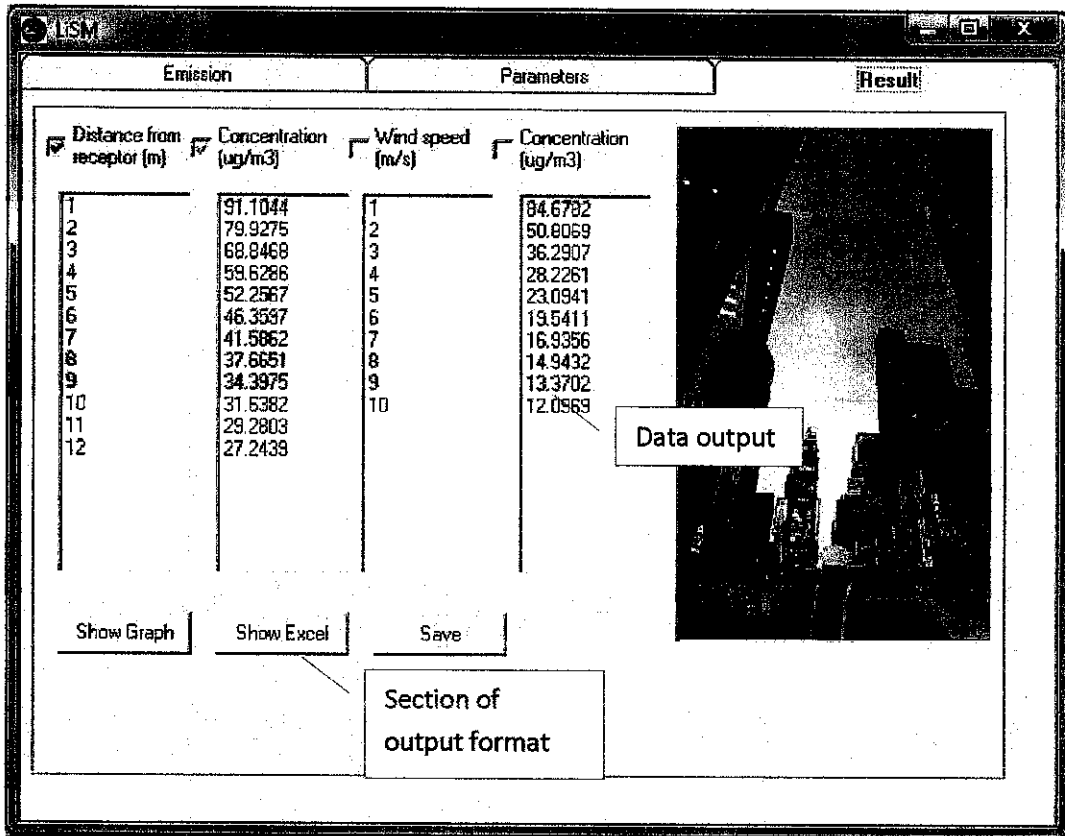 LiSM
Emission Parameters Result
Distance from receptor (m)
Concentration (ug/m3)
Wind speed (m/s)
Concentration (ug/m3)
1 91.1044 1 84.6782
2 79.9275 2 50.8069
3 68.8468 3 36.2907
4 59.6286 4 28.2261
5 52.2567 5 23.0941
6 46.3597 6 19.5411
7 41.5862 7 16.9356
8 37.6651 8 14.9432
9 34.3975 9 13.3702
10 31.6382 10 12.0969
11 29.2803
12 27.2439
Data output
Show Graph Show Excel Save
Section of
output format